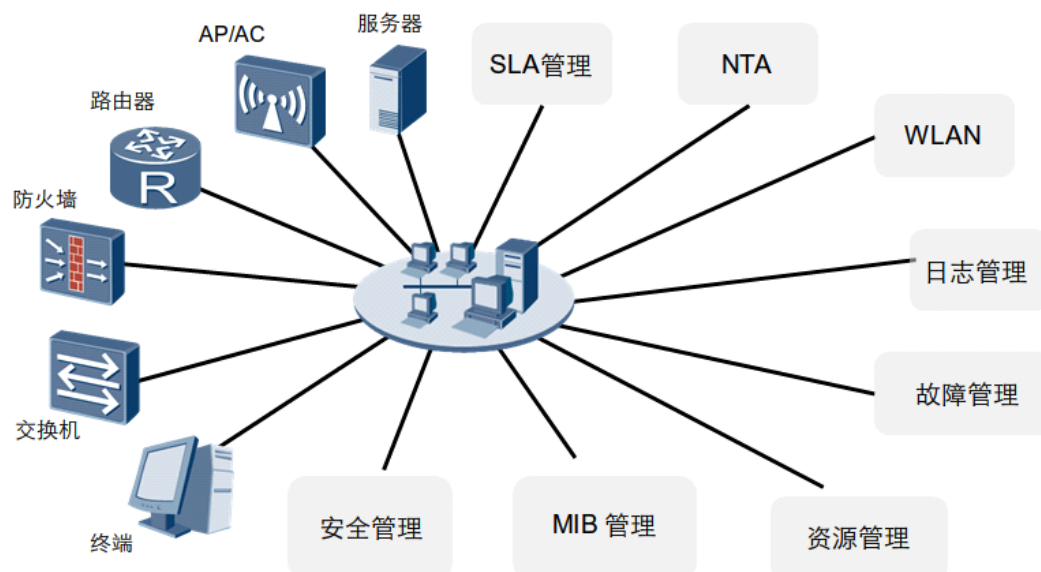 服务器
AP/AC
SLA管理
NTA
路由器
WLAN
R
防火墙
日志管理
故障管理
交换机
安全管理
MIB 管理
资源管理
终端